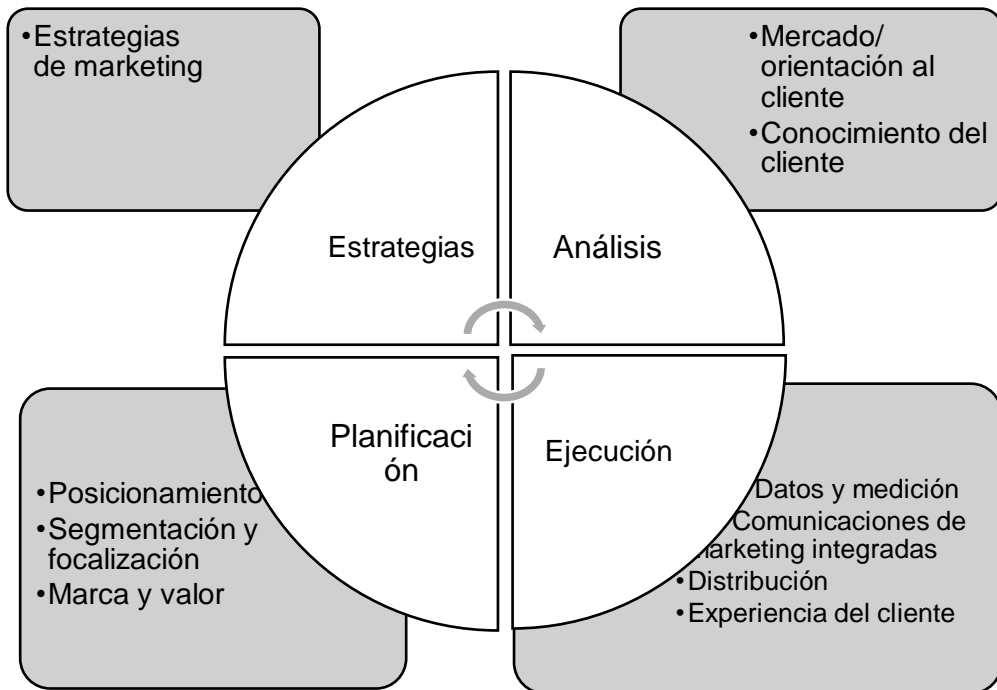 •Estrategias
de marketing
•Mercado/
orientación al
cliente
•Conocimiento del
cliente
Estrategias
Análisis
Planificaci
ón
Ejecución
•Posicionamiento
•Segmentación y
focalización
•Marca y valor
Datos y medición
Comunicaciones de
marketing integradas
•Distribución
•Experiencia del cliente